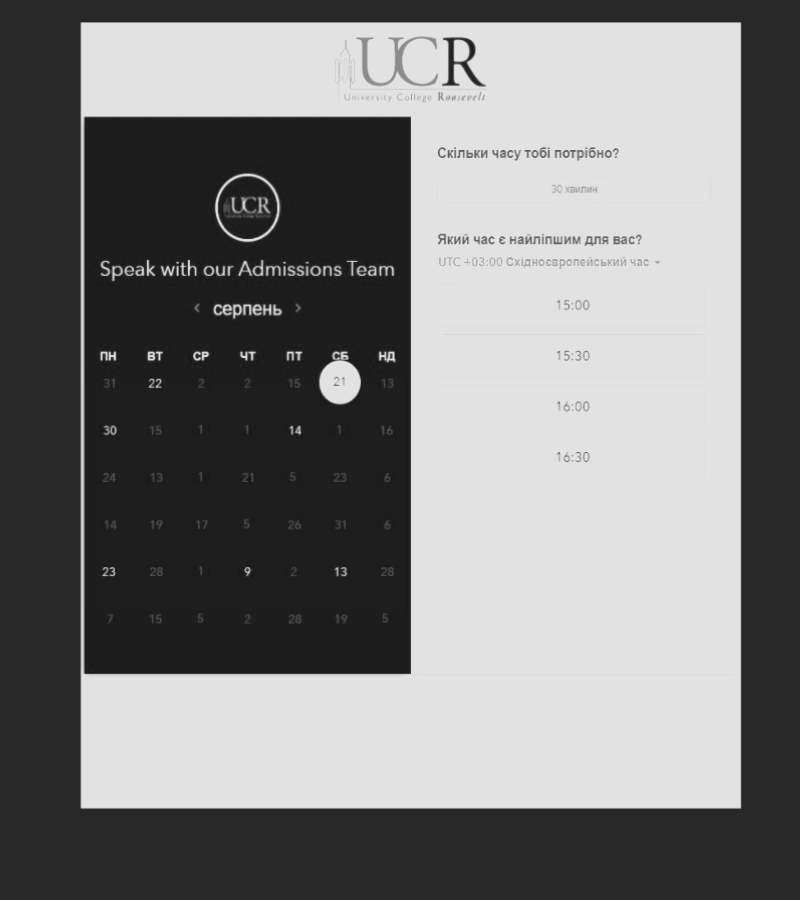 UCR
University College Roosevelt
UCR
Speak with our Admissions Team
< серпень >
ПН ВТ СР ЧТ ПТ СБ НД
31 22 2 2 15 21 13
30 15 1 1 14 1 16
24 13 1 21 5 23 6
14 19 17 5 26 31 6
23 28 1 9 2 13 28
7 15 5 2 28 19 5
Скільки часу тобі потрібно?
30 хвилин
Який час є найліпшим для вас?
UTC +03:00 Східноєвропейський час
15:00
15:30
16:00
16:30